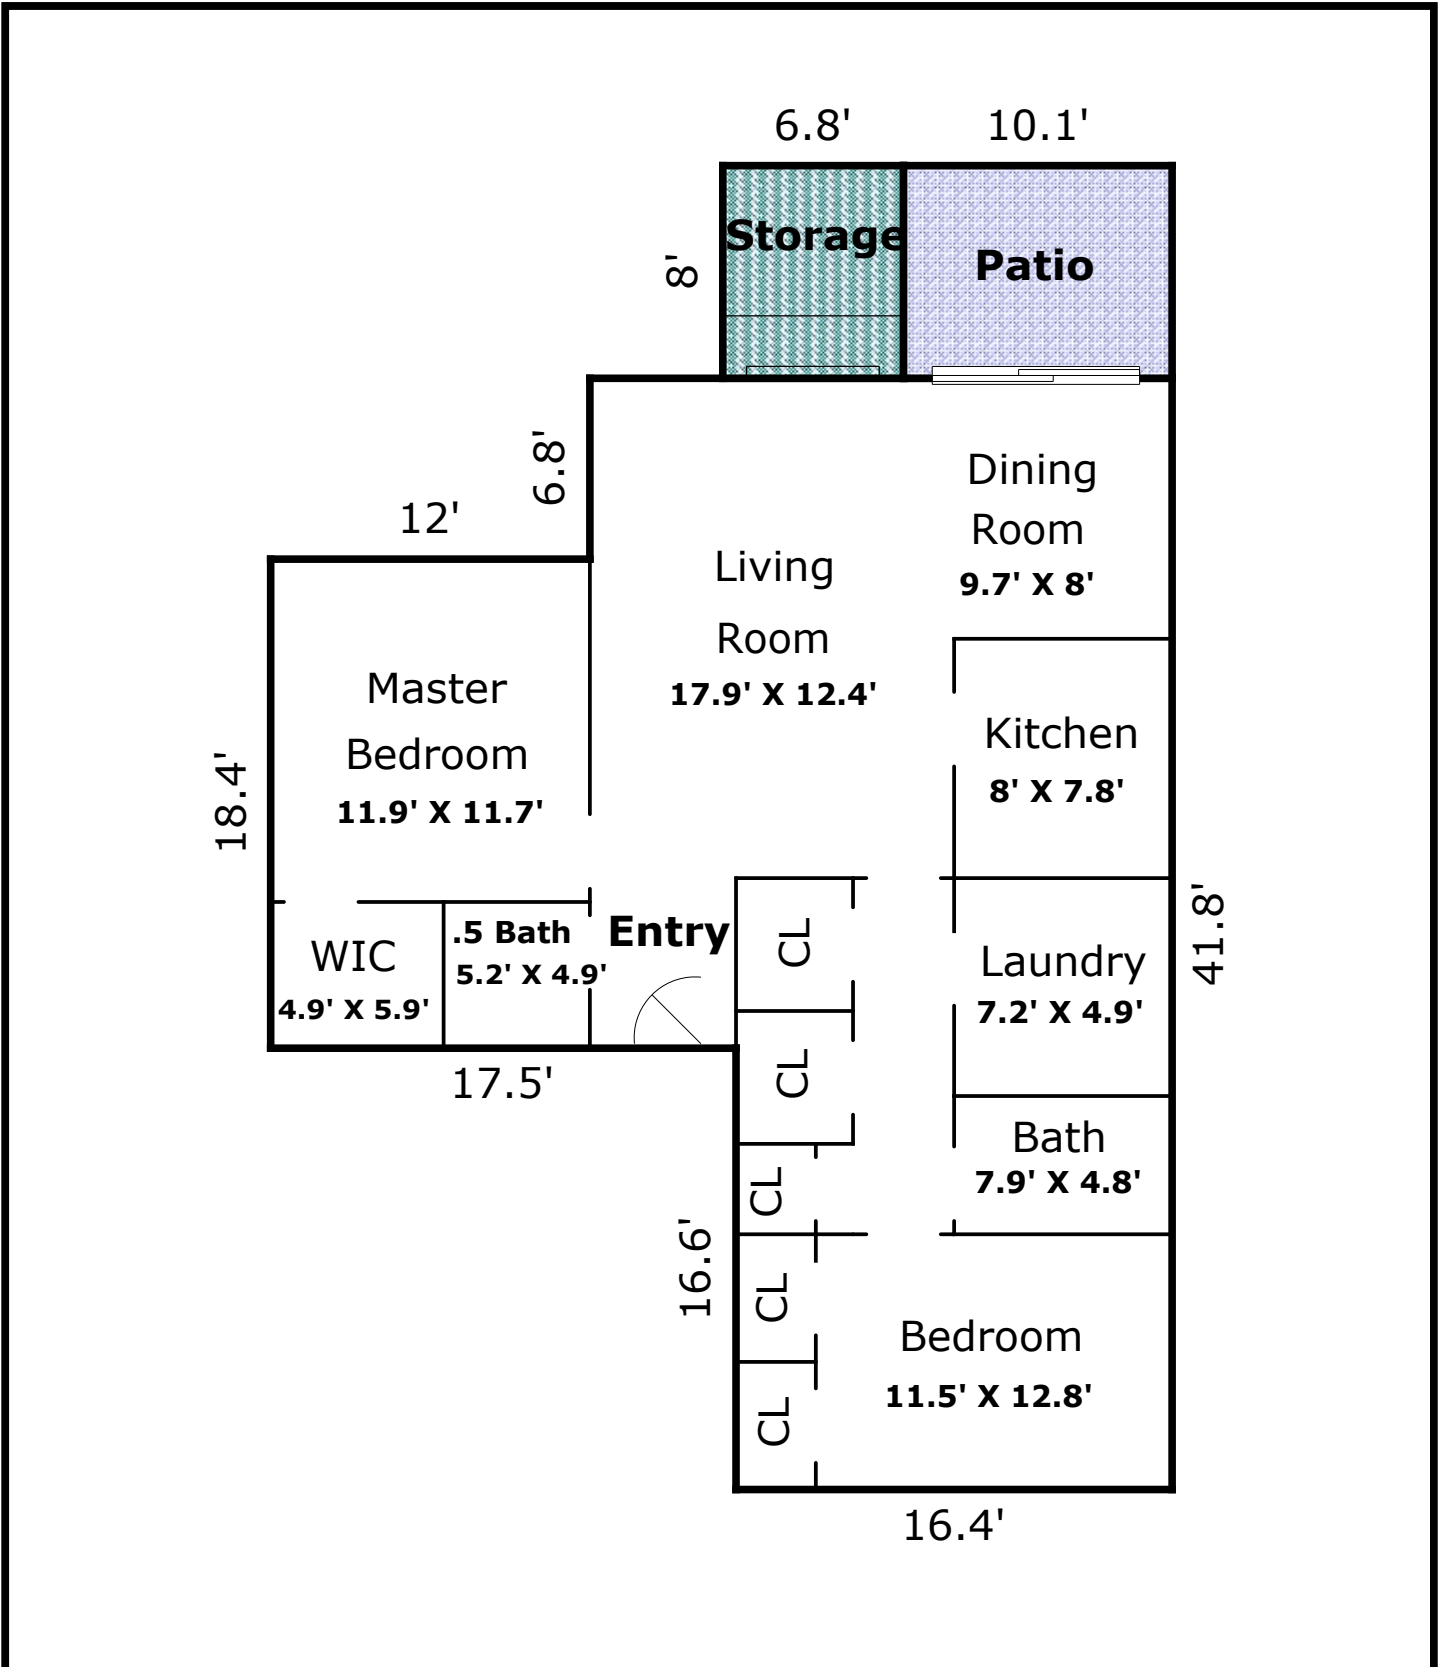 6.8'
10.1'
Storage
Patio
8'
6.8'
Dining
Room
9.7' X 8'
12'
Living
Room
17.9' X 12.4'
Master
Bedroom
11.9' X 11.7'
Kitchen
8' X 7.8'
18.4'
41.8'
.5 Bath
5.2' X 4.9'
Entry
WIC
4.9' X 5.9'
CL
Laundry
7.2' X 4.9'
17.5'
CL
Bath
7.9' X 4.8'
CL
16.6'
CL
Bedroom
11.5' X 12.8'
CL
16.4'